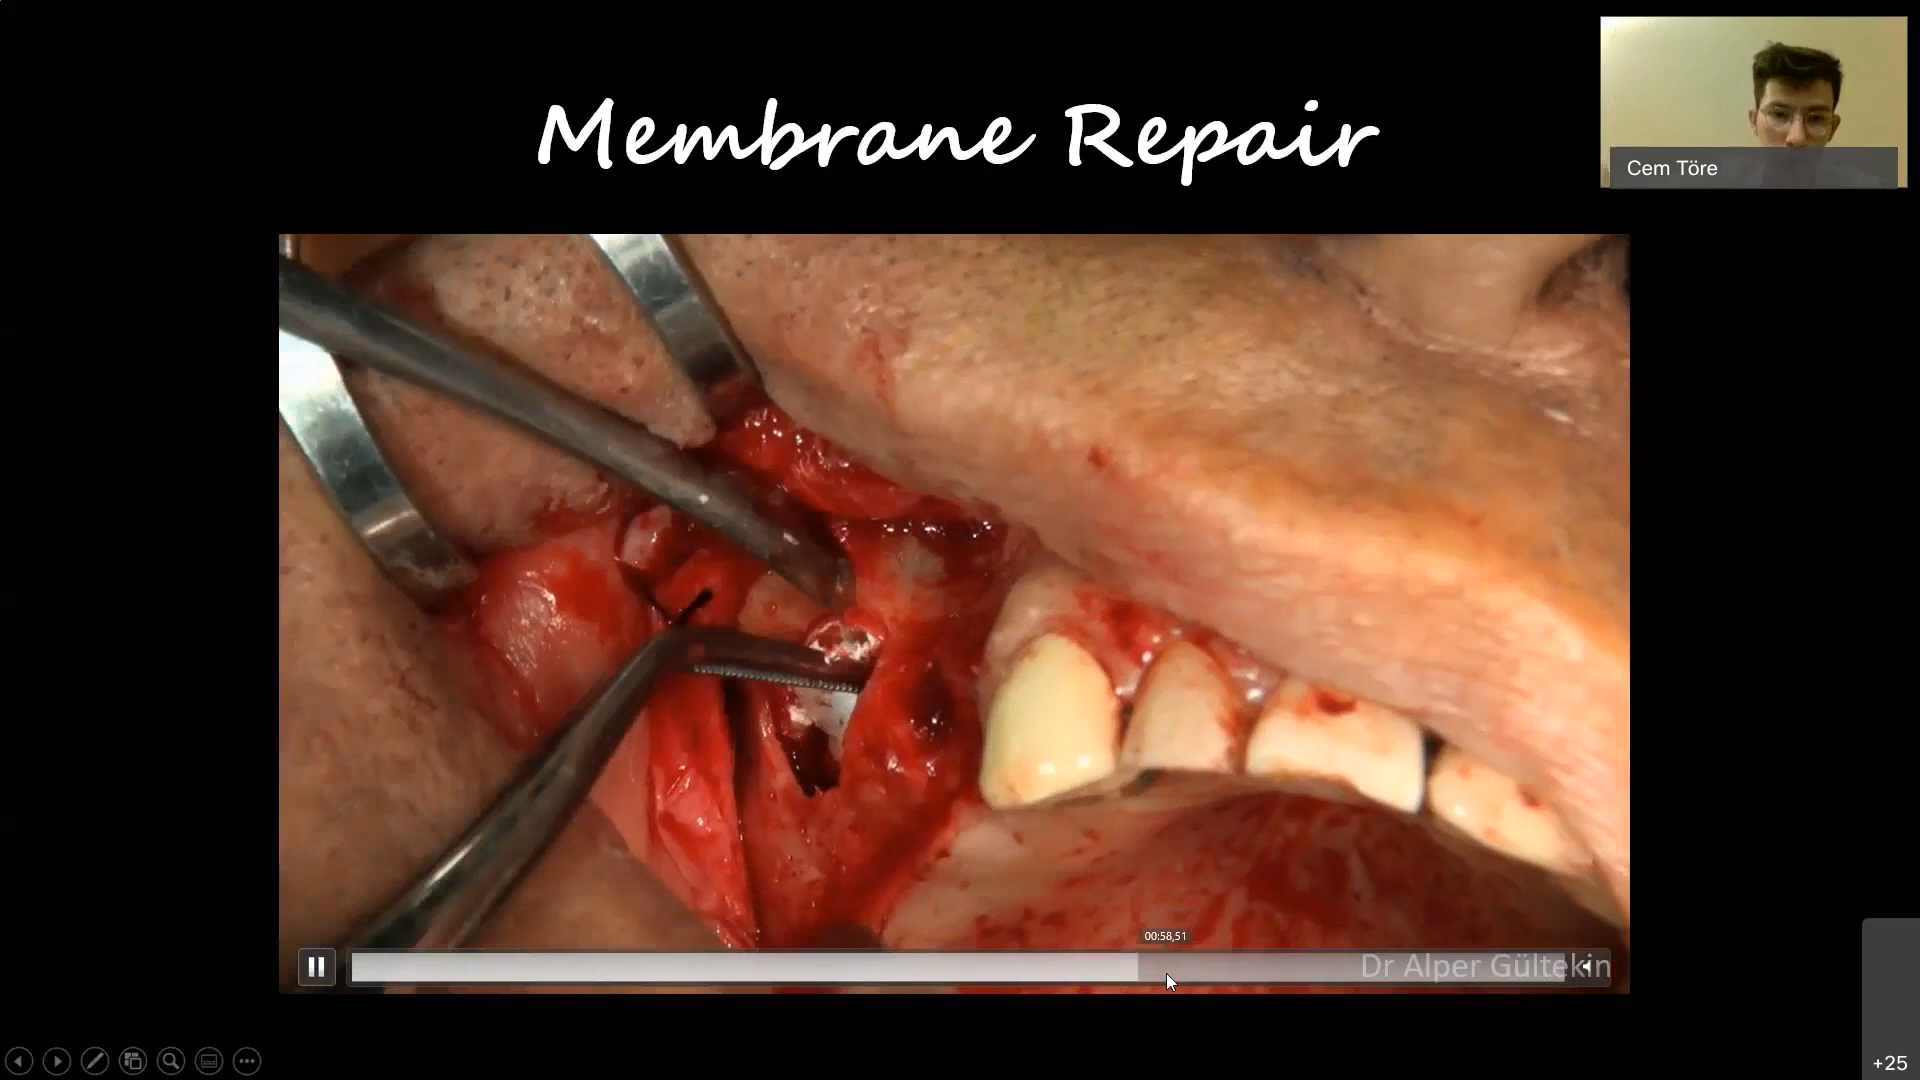 Membrane Repair
Cem Töre
00:58,51
Dr Alper Gültekin
+25